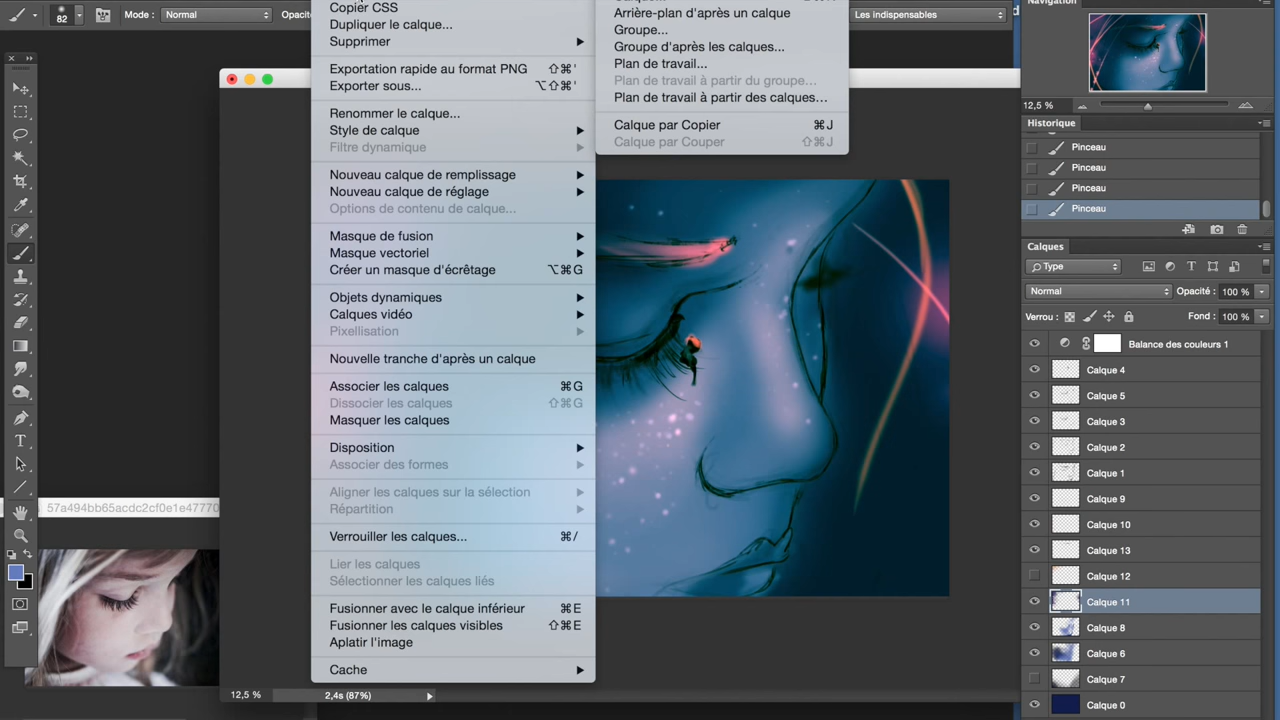 82
Mode :
Normal
Opacit
Copier CSS
Dupliquer le calque...
Supprimer
Exportation rapide au format PNG ⇧⌘'
Exporter sous... ⌥⇧⌘'
Renommer le calque...
Style de calque
Filtre dynamique
Nouveau calque de remplissage
Nouveau calque de réglage
Options de contenu de calque...
Masque de fusion
Masque vectoriel
Créer un masque d'écrêtage ⌥⌘G
Objets dynamiques
Calques vidéo
Pixellisation
Nouvelle tranche d'après un calque
Associer les calques ⌘G
Dissocier les calques ⇧⌘G
Masquer les calques
Disposition
Associer des formes
Aligner les calques sur la sélection
Répartition
Verrouiller les calques... ⌘/
Lier les calques
Sélectionner les calques liés
Fusionner avec le calque inférieur ⌘E
Fusionner les calques visibles ⇧⌘E
Aplatir l'image
Cache
Arrière-plan d'après un calque
Groupe...
Groupe d'après les calques...
Plan de travail...
Plan de travail à partir du groupe...
Plan de travail à partir des calques...
Calque par Copier ⌘J
Calque par Couper ⇧⌘J
57a494bb65acdc2cf0e1e47770
12,5 %
2,4s (87%)
Les indispensables
Navigation
12,5 %
Historique
Pinceau
Pinceau
Pinceau
Pinceau
Calques
Type
Normal
Opacité : 100 %
Verrou :
Fond : 100 %
Balance des couleurs 1
Calque 4
Calque 5
Calque 3
Calque 2
Calque 1
Calque 9
Calque 10
Calque 13
Calque 12
Calque 11
Calque 8
Calque 6
Calque 7
Calque 0